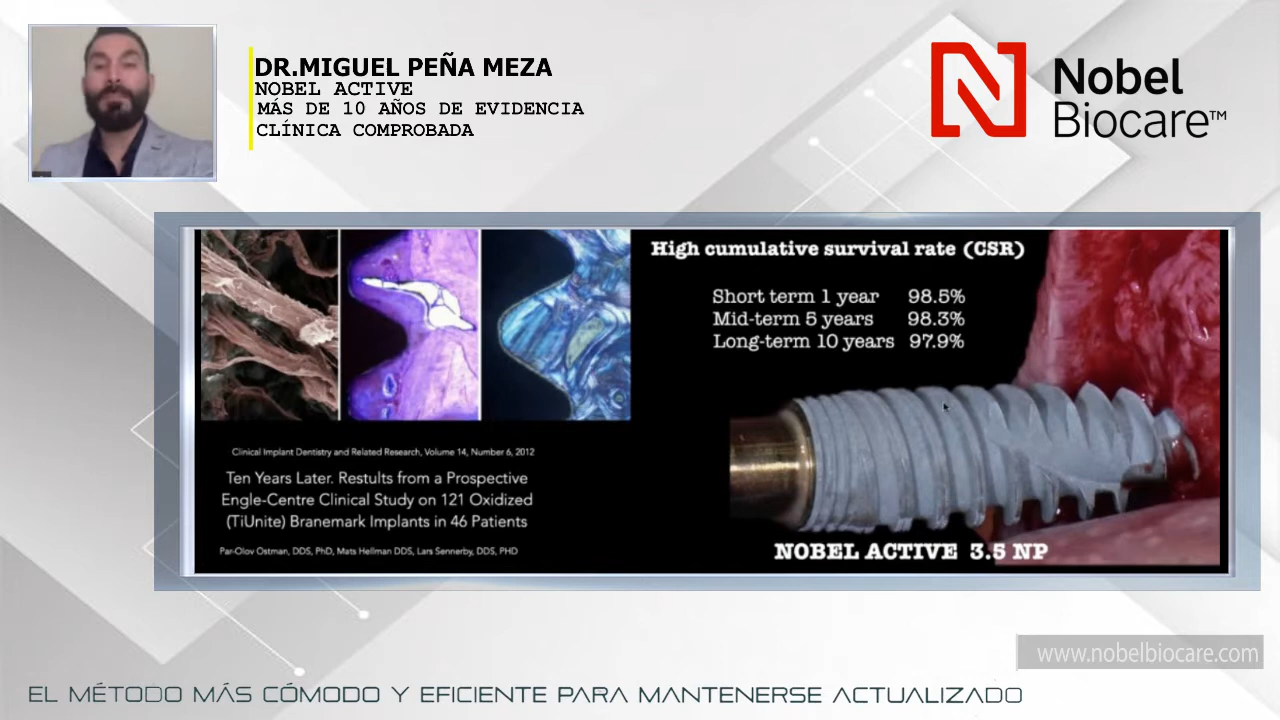 DR.MIGUEL PEÑA MEZA
NOBEL ACTIVE
MÁS DE 10 AÑOS DE EVIDENCIA
CLÍNICA COMPROBADA
Nobel
Biocare™
High cumulative survival rate (CSR)
Short term 1 year 98.5%
Mid-term 5 years 98.3%
Long-term 10 years 97.9%
Clinical Implant Dentistry and Related Research, Volume 14, Number 6, 2012
Ten Years Later. Restults from a Prospective
Engle-Centre Clinical Study on 121 Oxidized
(TiUnite) Branemark Implants in 46 Patients
Par-Olov Ostman, DDS, PhD, Mats Hellman DDS, Lars Sennerby, DDS, PHD
NOBEL ACTIVE 3.5 NP
www.nobelbiocare.com
EL MÉTODO MÁS CÓMODO Y EFICIENTE PARA MANTENERSE ACTUALIZADO